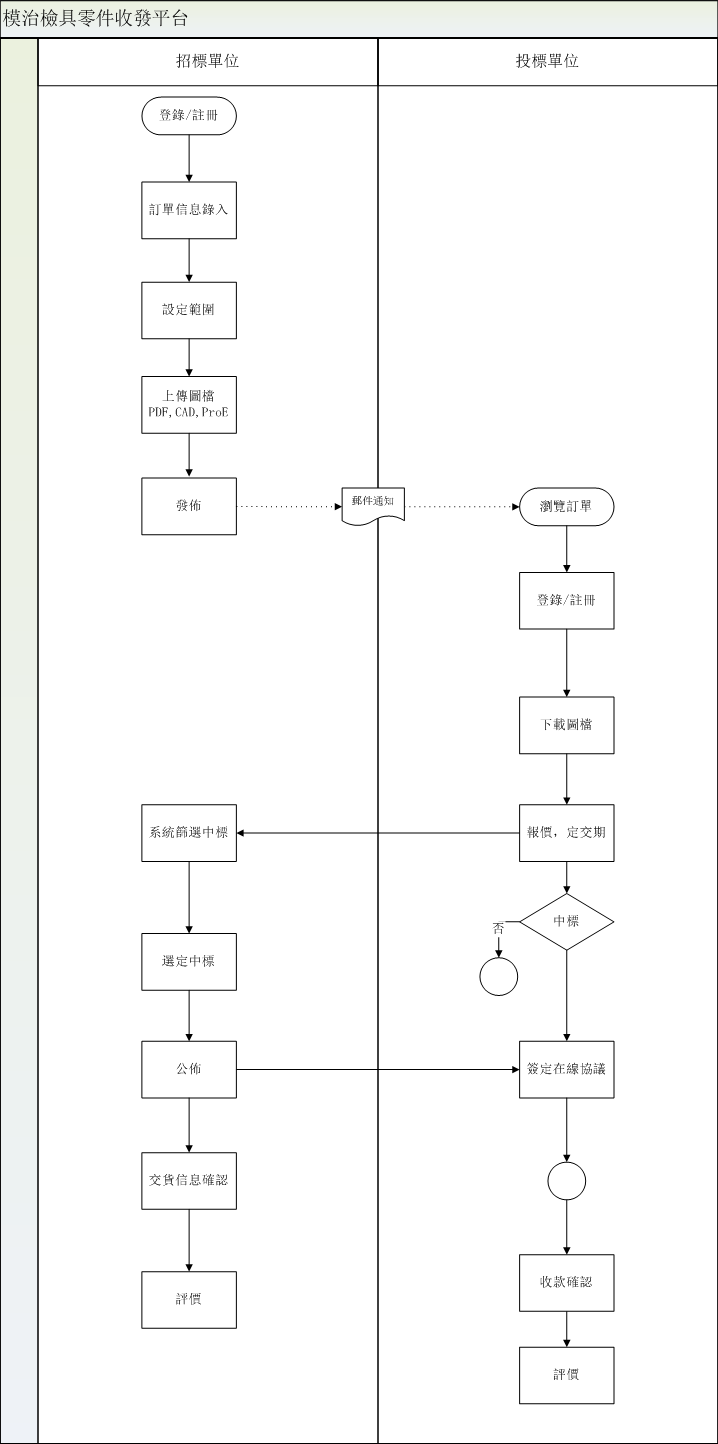 模治檢具零件收發平台
招標單位
投標單位
登錄/註冊
訂單信息錄入
設定範圍
上傳圖檔
PDF,CAD,ProE
發佈
郵件通知
瀏覽訂單
登錄/註冊
下載圖檔
系統篩選中標
報價，定交期
中標
否
選定中標
公佈
簽定在線協議
交貨信息確認
收款確認
評價
評價